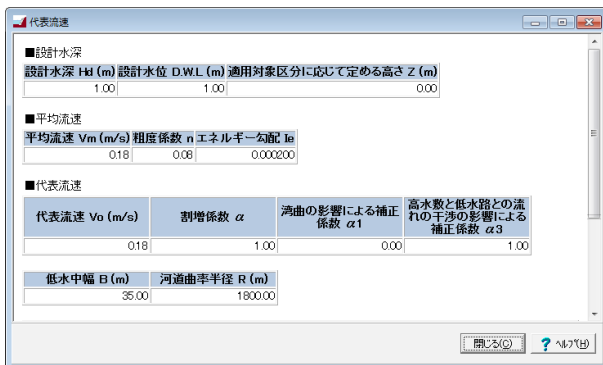 代表流速
■設計水深
設計水深 Hd (m) 設計水位 D.W.L (m) 適用対象区分に応じて定める高さ Z (m)
1.00 1.00 0.00
■平均流速
平均流速 Vm (m/s) 粗度係数 n エネルギー勾配 Ie
0.18 0.08 0.000200
■代表流速
代表流速 Vo (m/s) 割増係数 α 湾曲の影響による補正係数 α1 高水敷と低水路との流れの干渉の影響による補正係数 α3
0.18 1.00 0.00 1.00
低水中幅 B (m) 河道曲率半径 R (m)
35.00 1800.00
閉じる(C) ? ヘルプ(H)